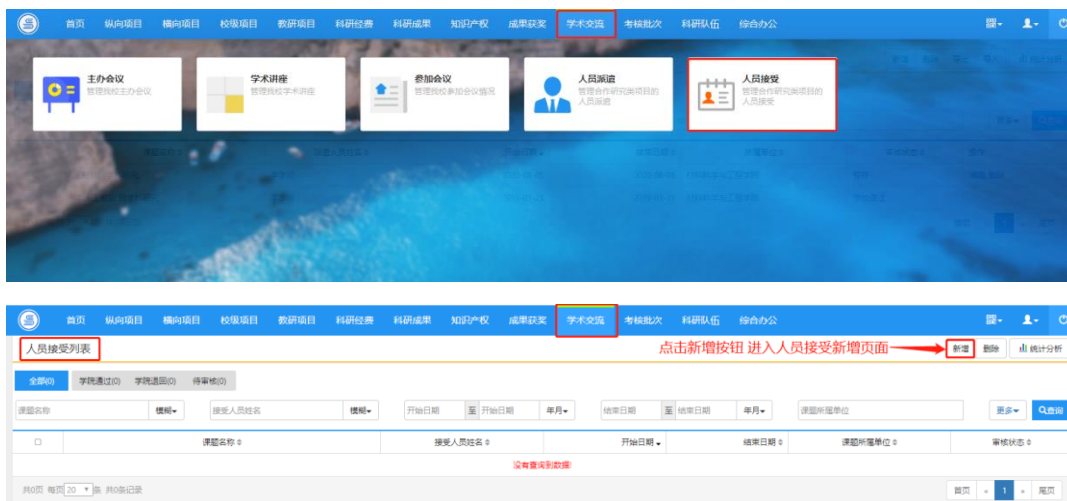 首页 纵向项目 横向项目 校级项目 教研项目 科研经费 科研成果 知识产权 成果获奖 学术交流 考核批次 科研队伍 综合办公
主办会议 学术讲座 参加会议 人员派遣 人员接受
管理我校主办会议 管理我校学术讲座 管理我校参加会议情况 管理合作研究类项目的 管理合作研究类项目的
人员派遣 人员接受
首页 纵向项目 横向项目 校级项目 教研项目 科研经费 科研成果 知识产权 成果获奖 学术交流 考核批次 科研队伍 综合办公
人员接受列表 点击新增按钮 进入人员接受新增页面 新增 删除 统计分析
全部(0) 学院通过(0) 学院退回(0) 待审核(0)
课题名称 模糊 接受人员姓名 模糊 开始日期 至 开始日期 年月 结束日期 至 结束日期 年月 课题所属单位 更多 查询
课题名称 接受人员姓名 开始日期 结束日期 课题所属单位 审核状态
没有查询到数据!
共0页 每页 20 条 共0条记录 首页 « 1 » 尾页